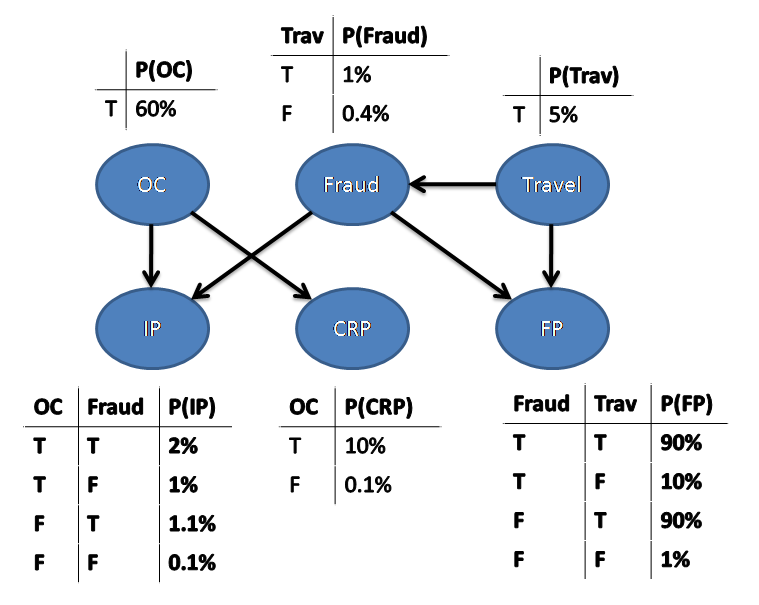 Trav P(Fraud)
T 1%
F 0.4%
P(OC)
T 60%
P(Trav)
T 5%
OC
Fraud
Travel
IP
CRP
FP
OC Fraud P(IP)
T T 2%
T F 1%
F T 1.1%
F F 0.1%
OC P(CRP)
T 10%
F 0.1%
Fraud Trav P(FP)
T T 90%
T F 10%
F T 90%
F F 1%